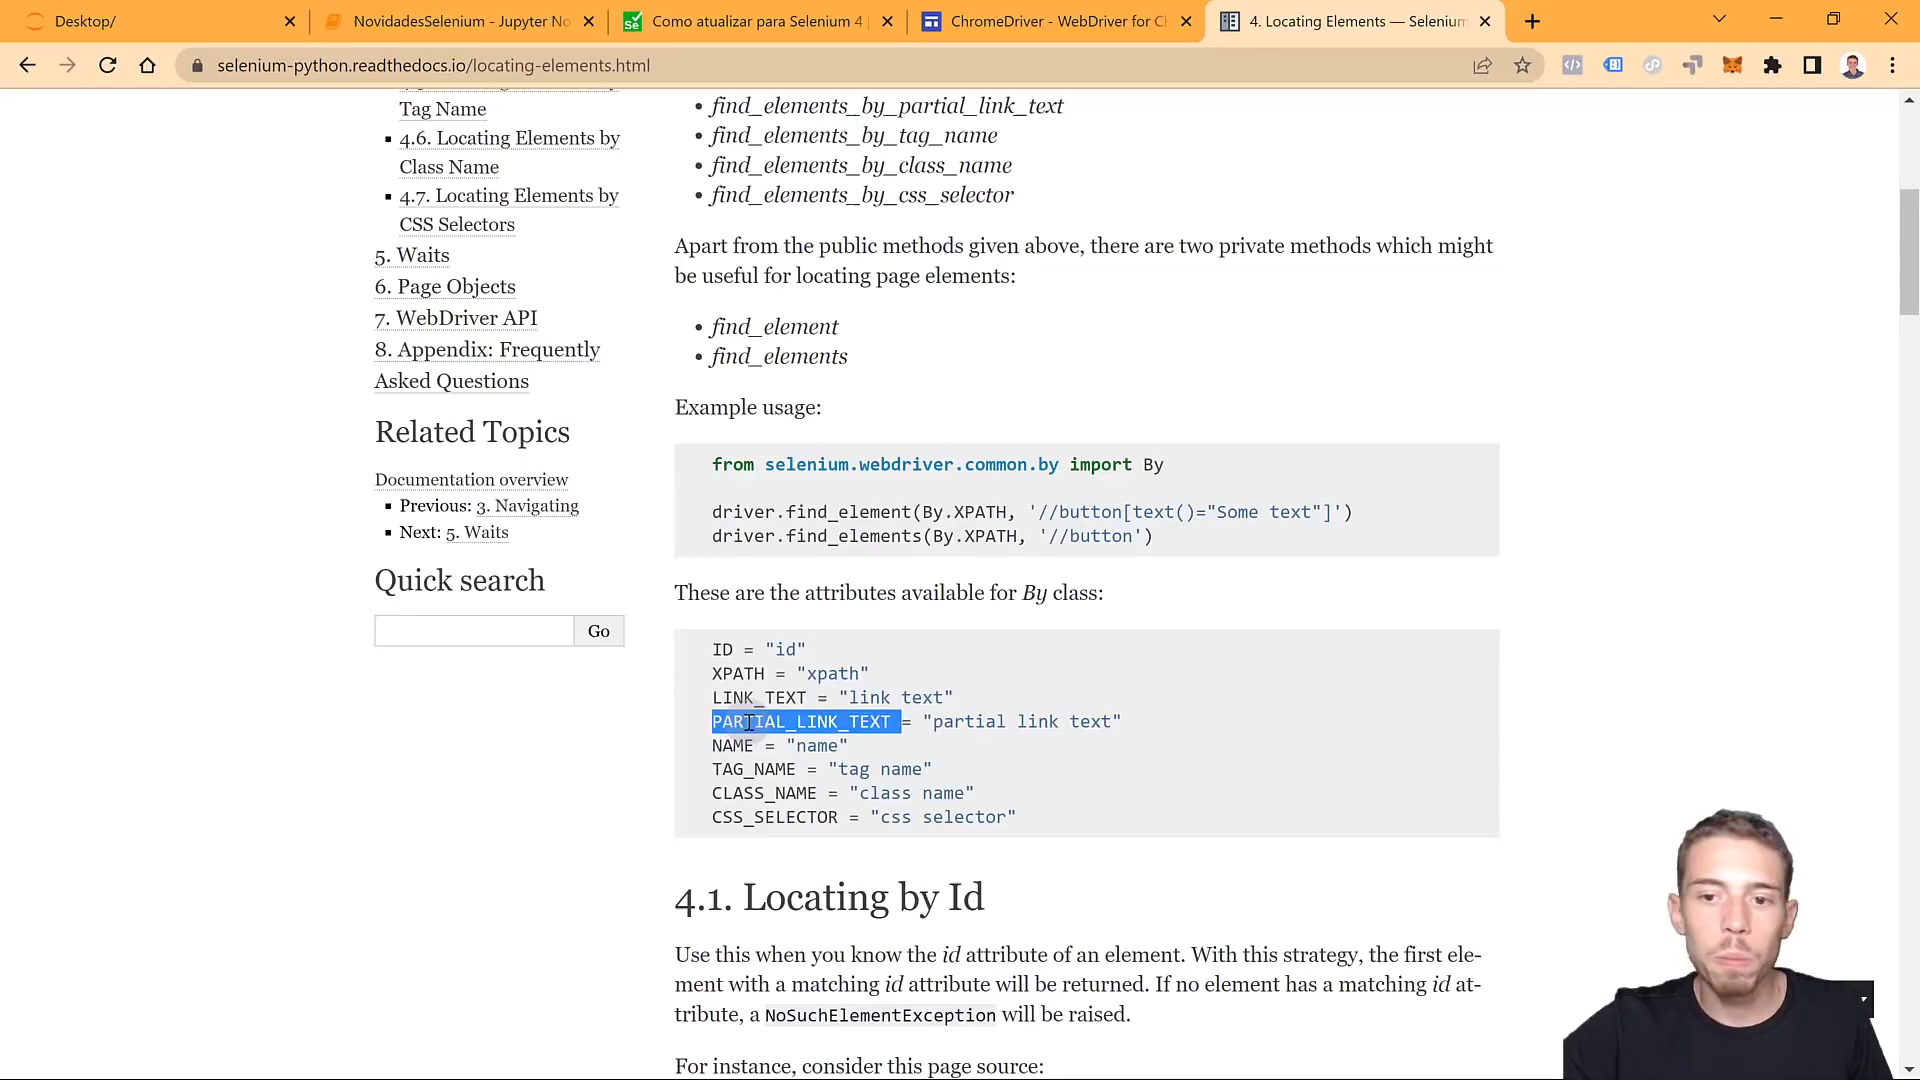 Desktop/
NovidadesSelenium - Jupyter No
Como atualizar para Selenium 4
ChromeDriver - WebDriver for Ch
4. Locating Elements — Selenium
selenium-python.readthedocs.io/locating-elements.html
Tag Name
4.6. Locating Elements by
Class Name
4.7. Locating Elements by
CSS Selectors
5. Waits
6. Page Objects
7. WebDriver API
8. Appendix: Frequently
Asked Questions
Related Topics
Documentation overview
Previous: 3. Navigating
Next: 5. Waits
Quick search
Go
• find_elements_by_partial_link_text
• find_elements_by_tag_name
• find_elements_by_class_name
• find_elements_by_css_selector
Apart from the public methods given above, there are two private methods which might
be useful for locating page elements:
• find_element
• find_elements
Example usage:
from selenium.webdriver.common.by import By
driver.find_element(By.XPATH, '//button[text()="Some text"]')
driver.find_elements(By.XPATH, '//button')
These are the attributes available for By class:
ID = "id"
XPATH = "xpath"
LINK_TEXT = "link text"
PARTIAL_LINK_TEXT = "partial link text"
NAME = "name"
TAG_NAME = "tag name"
CLASS_NAME = "class name"
CSS_SELECTOR = "css selector"
4.1. Locating by Id
Use this when you know the id attribute of an element. With this strategy, the first ele-
ment with a matching id attribute will be returned. If no element has a matching id at-
tribute, a NoSuchElementException will be raised.
For instance, consider this page source: